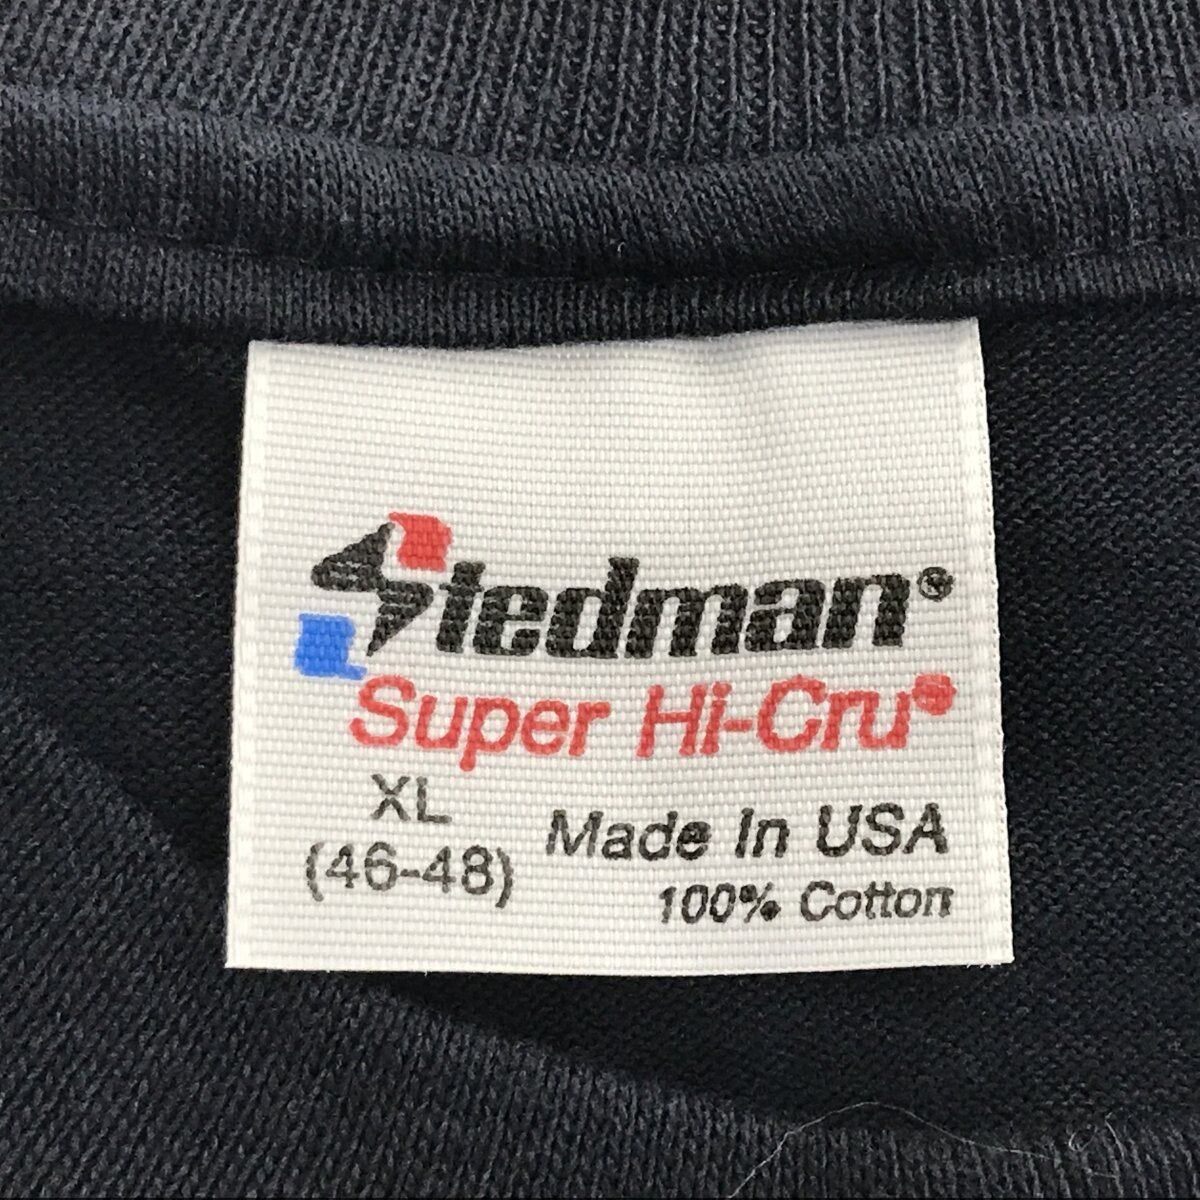 Stedman®
Super Hi-Cru®
XL
(46-48)
Made In USA
100% Cotton